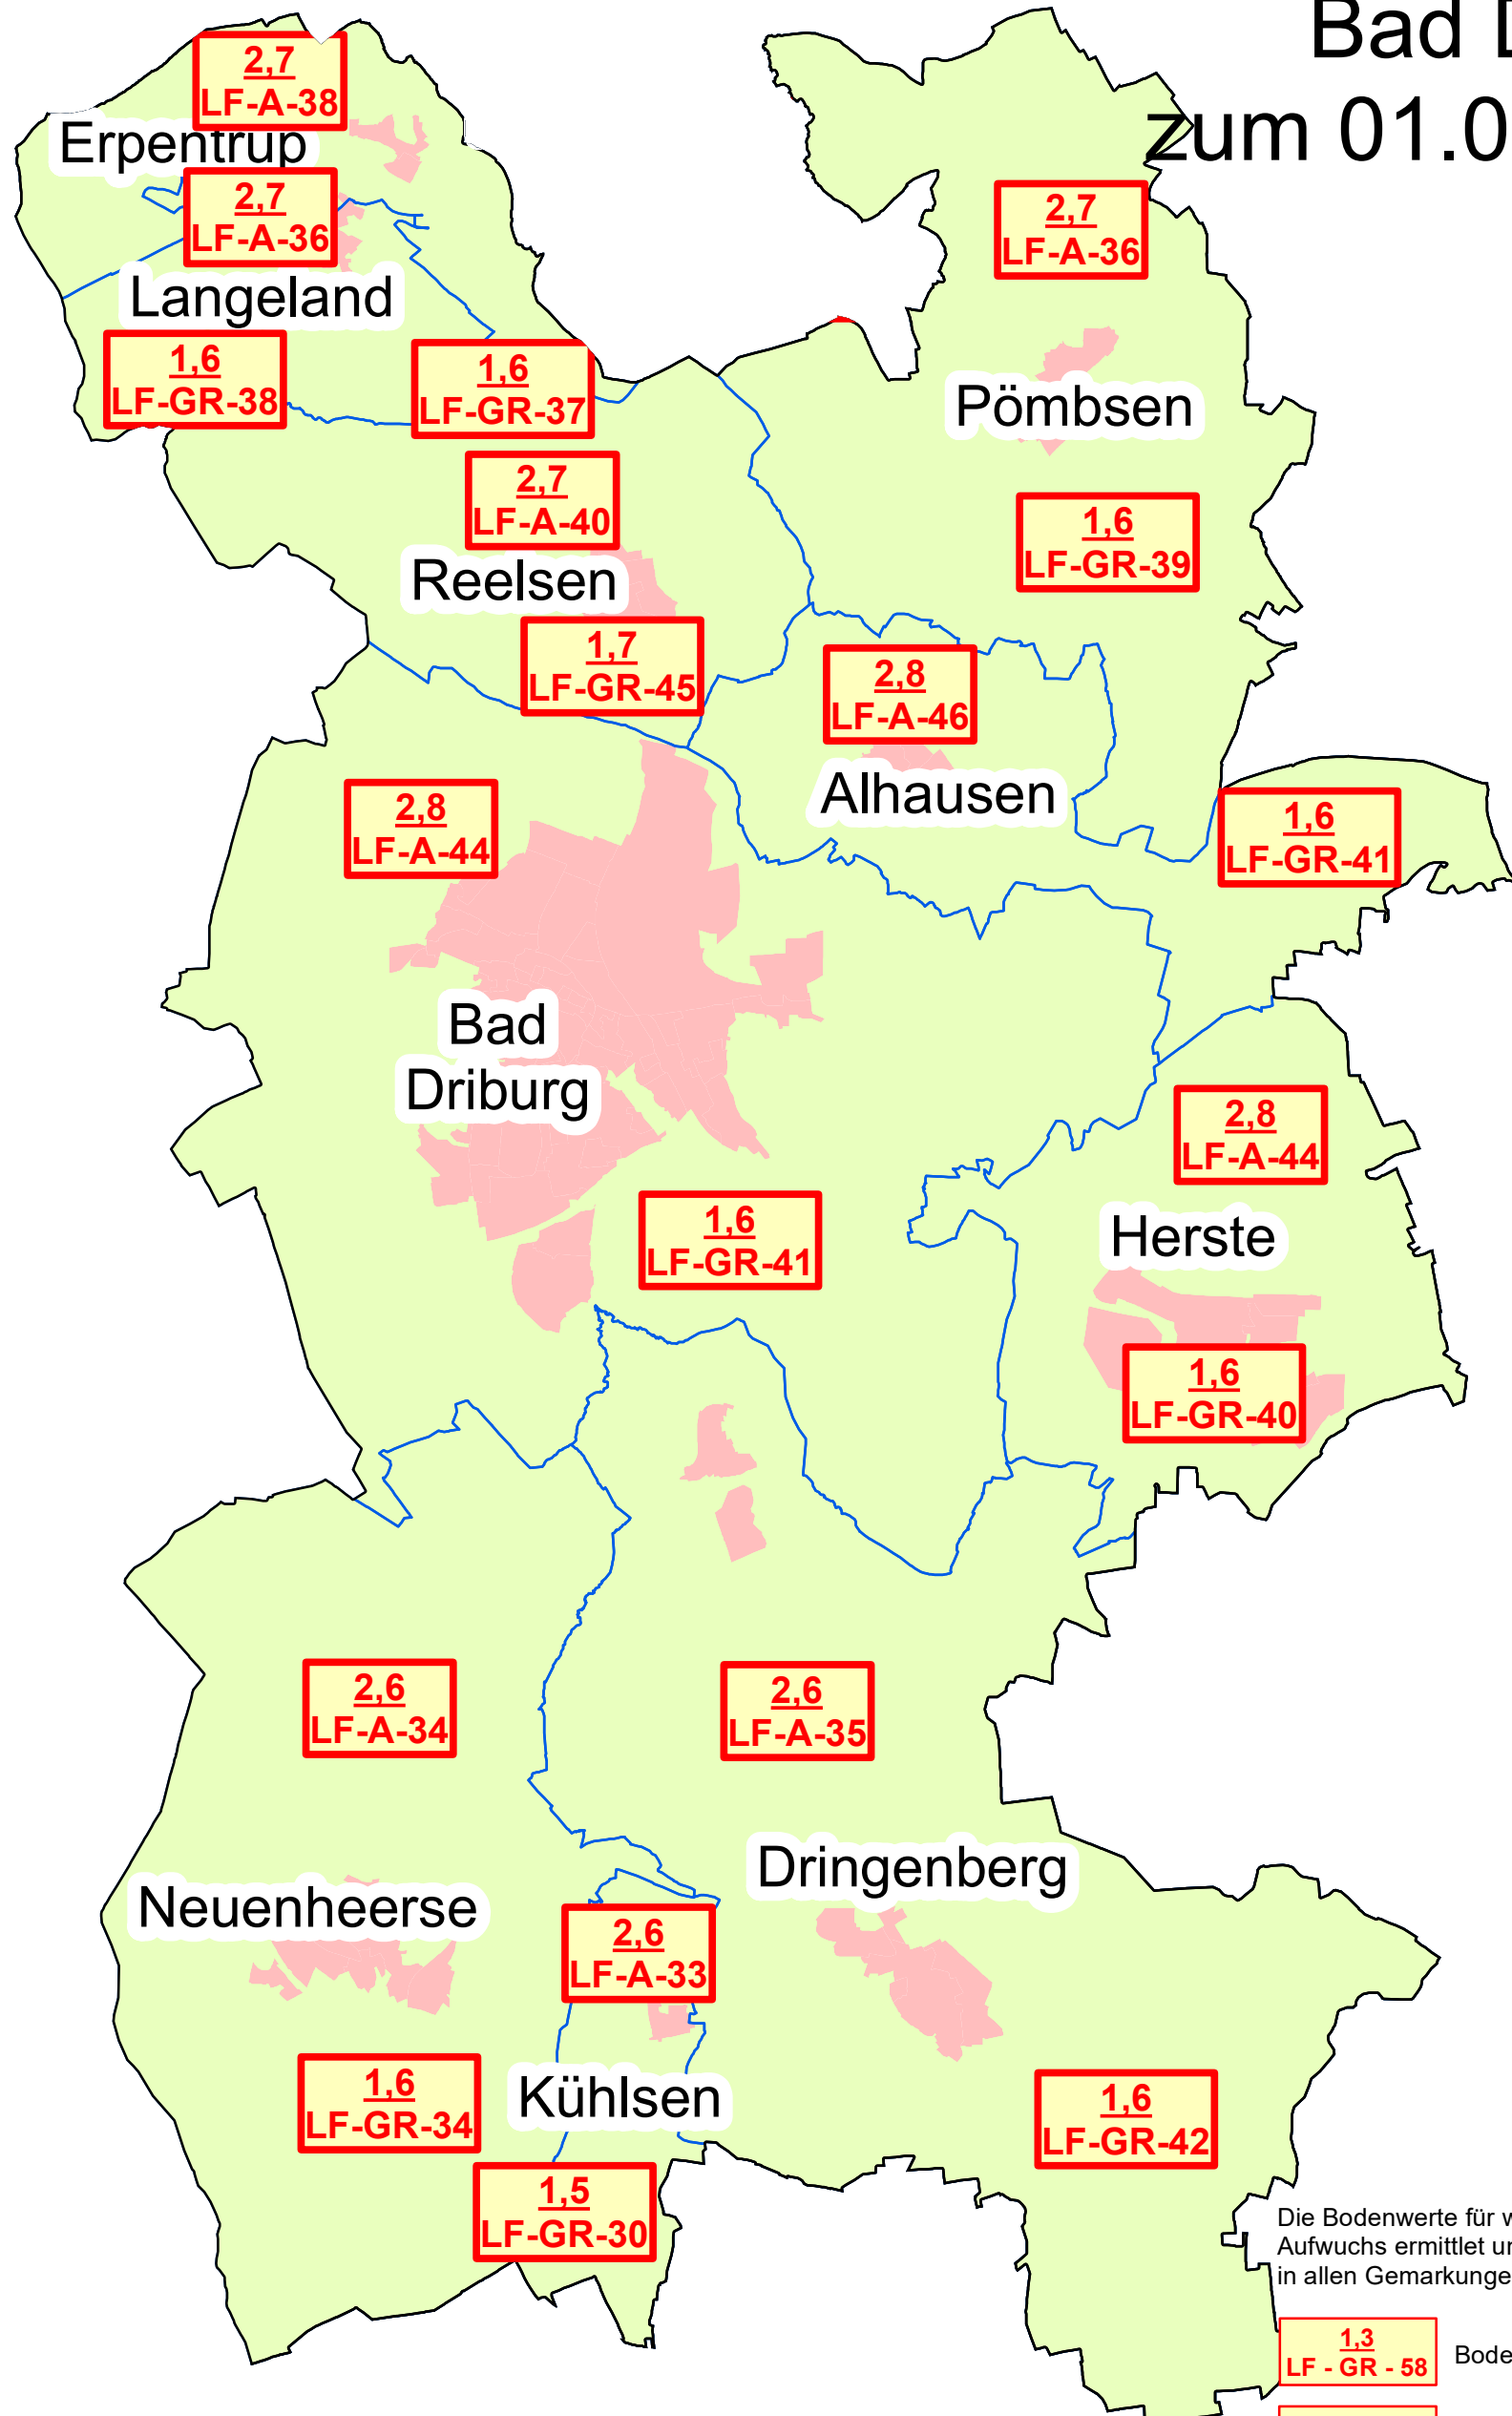 Bad
zum 01.0
2,7
LF-A-38
Erpentrup
2,7
LF-A-36
2,7
LF-A-36
Langeland
1,6
LF-GR-38
1,6
LF-GR-37
Pömbsen
2,7
LF-A-40
1,6
LF-GR-39
Reelsen
1,7
LF-GR-45
2,8
LF-A-46
Alhausen
2,8
LF-A-44
1,6
LF-GR-41
Bad
Driburg
2,8
LF-A-44
1,6
LF-GR-41
Herste
1,6
LF-GR-40
2,6
LF-A-34
2,6
LF-A-35
Dringenberg
Neuenheerse
2,6
LF-A-33
1,6
LF-GR-34
Kühlsen
1,6
LF-GR-42
1,5
LF-GR-30
Die Bodenwerte für
Aufwuchs ermittlet
in allen Gemarkunge
1,3
LF - GR - 58
Bode